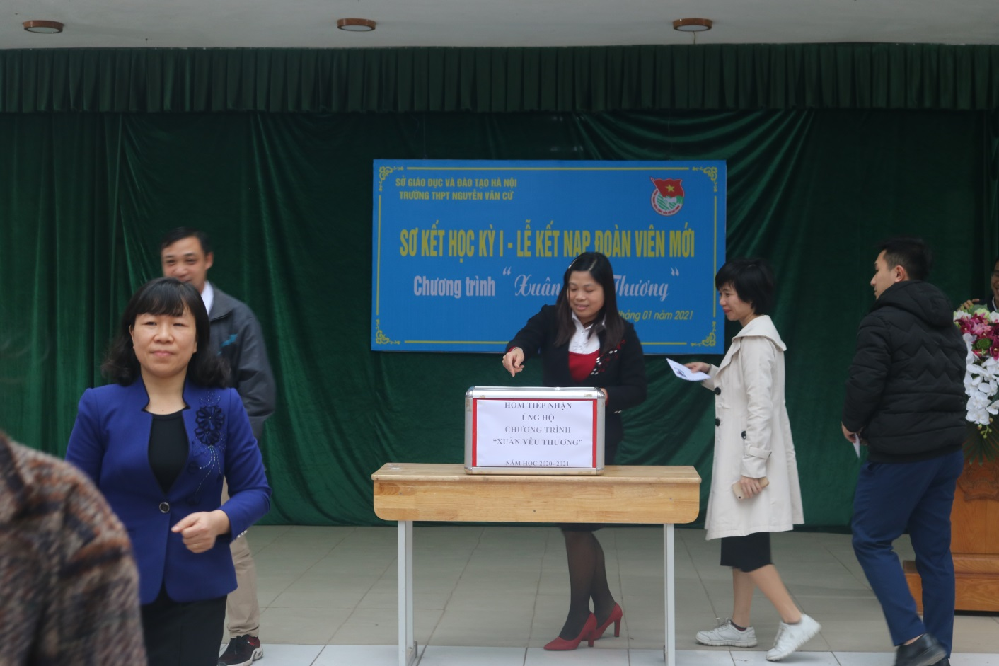 SỞ GIÁO DỤC VÀ ĐÀO TẠO HÀ NỘI
TRƯỜNG THPT NGUYỄN VĂN CỪ
SƠ KẾT HỌC KỲ I - LỄ KẾT NẠP ĐOÀN VIÊN MỚI
Chương trình "Xuân Thương"
tháng 01 năm 2021
HÒM TIẾP NHẬN
ỦNG HỘ
CHƯƠNG TRÌNH
"XUÂN YÊU THƯƠNG"
NĂM HỌC 2020- 2021